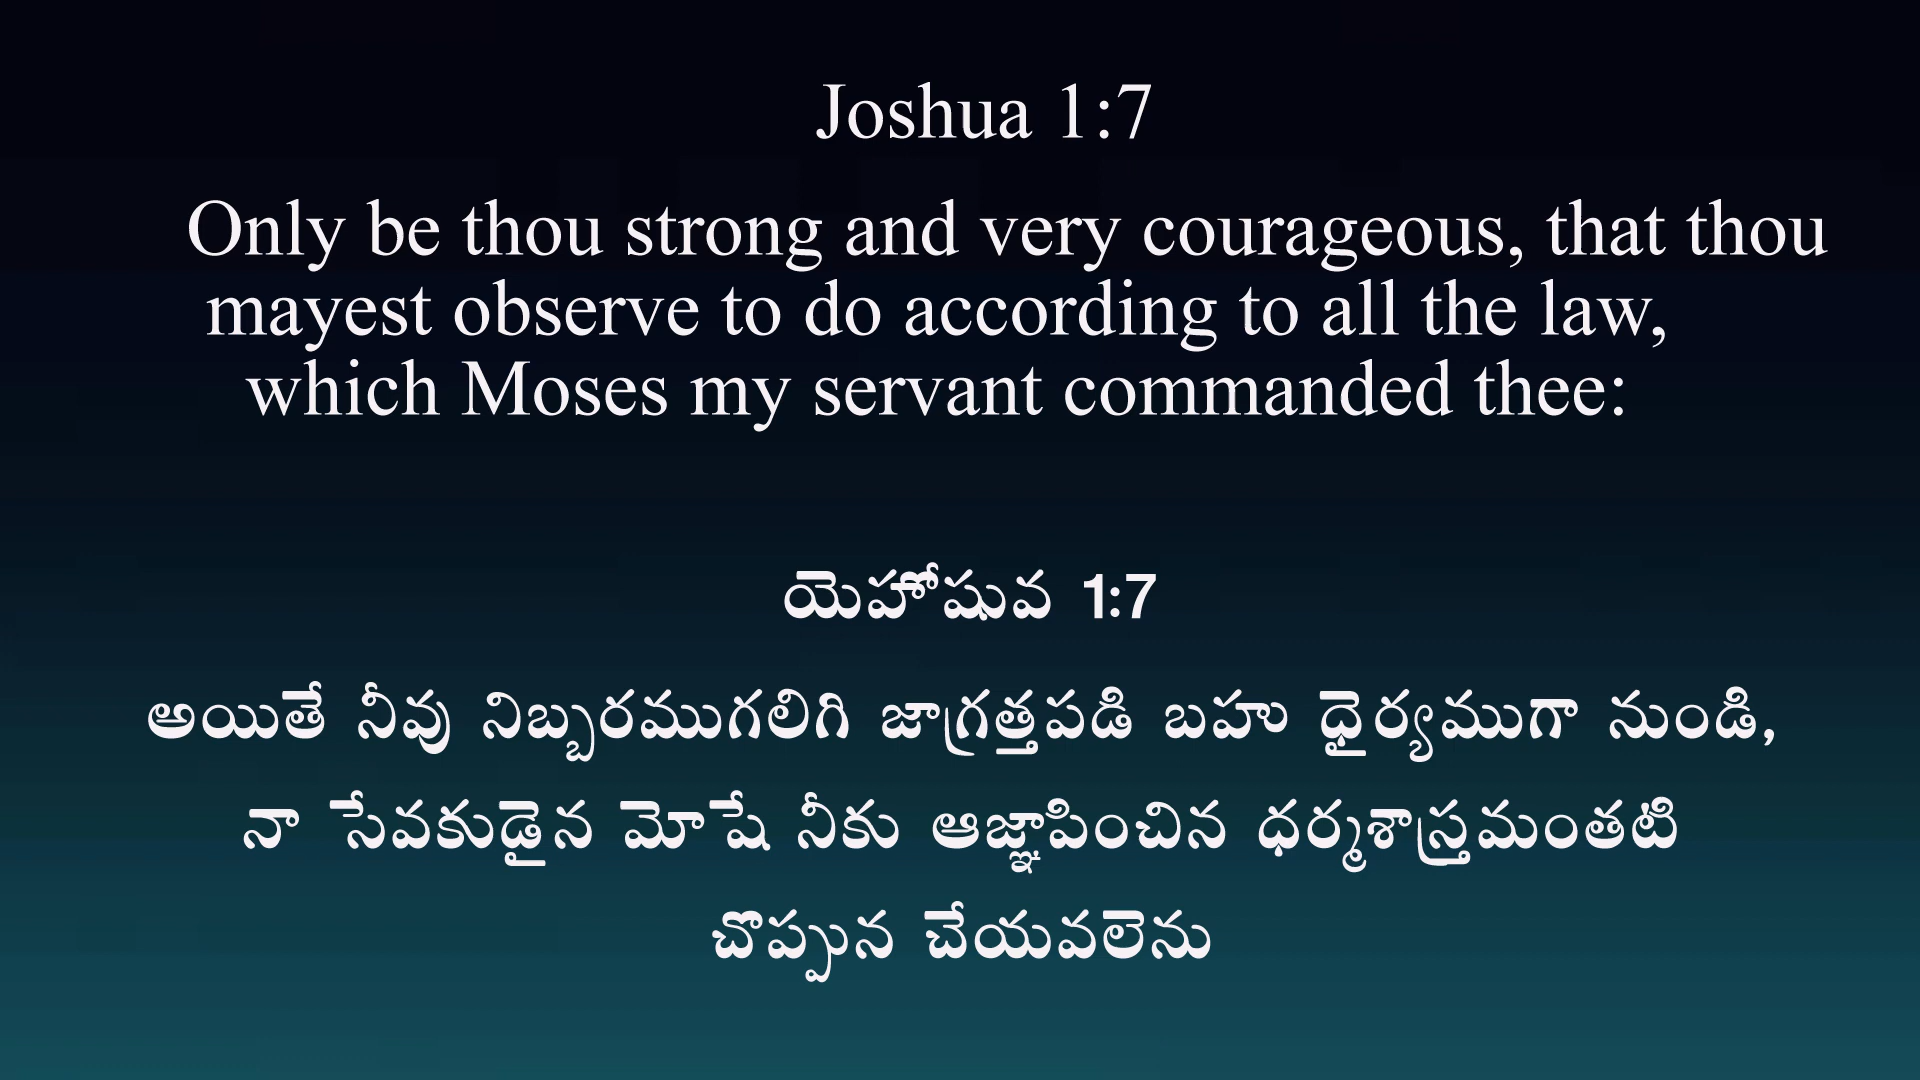 Joshua 1:7
Only be thou strong and very courageous, that thou
mayest observe to do according to all the law,
which Moses my servant commanded thee:
యెహోషువ 1:7
అయితే నీవు నిబ్బరముగలిగి జాగ్రత్తపడి బహు ధైర్యముగా నుండి,
నా సేవకుడైన మోషే నీకు ఆజ్ఞాపించిన ధర్మశాస్త్రమంతటి
చొప్పున చేయవలెను